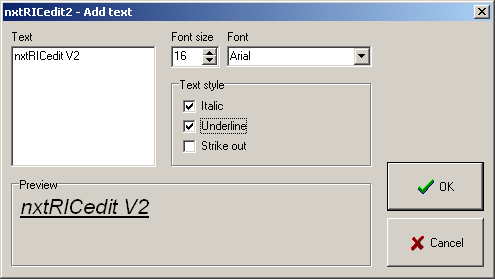 nxtRICedit2 - Add text
Text
Font size
Font
nxtRICedit V2
16
Arial
Text style
Italic
Underline
Strike out
OK
Preview
nxtRICedit V2
Cancel